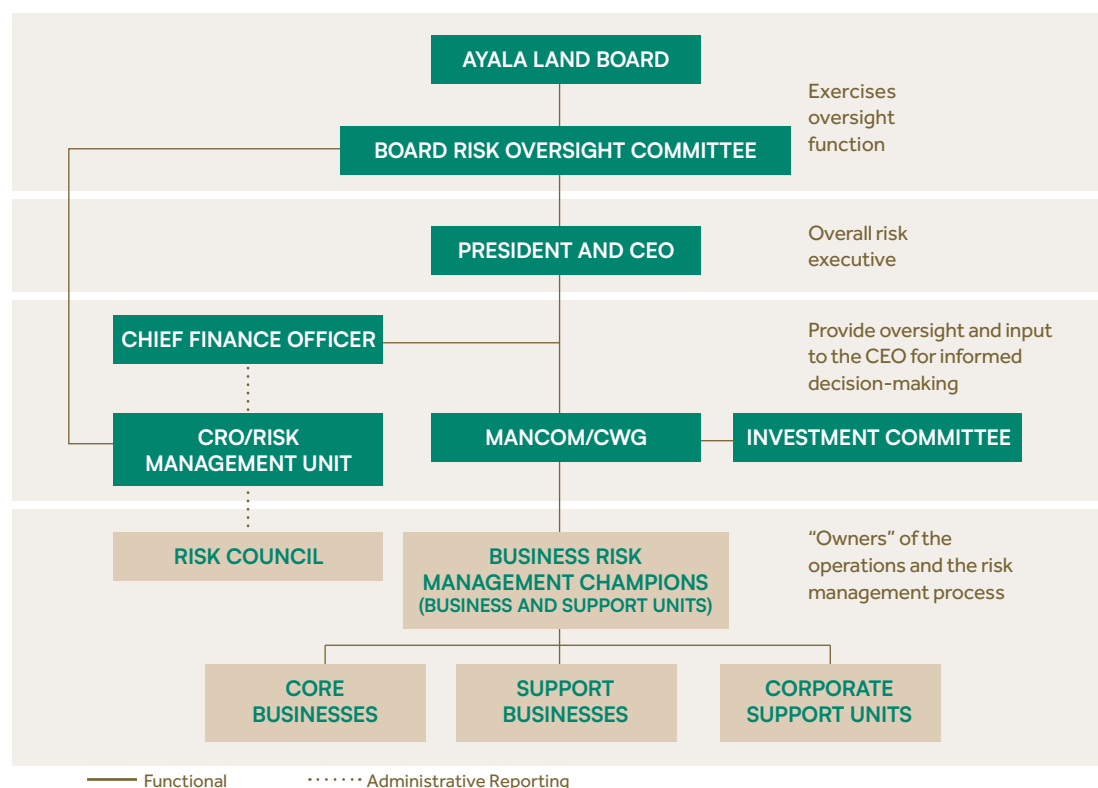 AYALA LAND BOARD
Exercises
oversight
function
BOARD RISK OVERSIGHT COMMITTEE
PRESIDENT AND CEO
Overall risk
executive
CHIEF FINANCE OFFICER
Provide oversight and input
to the CEO for informed
decision-making
CRO/RISK
MANAGEMENT UNIT
MANCOM/CWG
INVESTMENT COMMITTEE
RISK COUNCIL
BUSINESS RISK
MANAGEMENT CHAMPIONS
(BUSINESS AND SUPPORT UNITS)
“Owners” of the
operations and the risk
management process
CORE
BUSINESSES
SUPPORT
BUSINESSES
CORPORATE
SUPPORT UNITS
Functional
Administrative Reporting